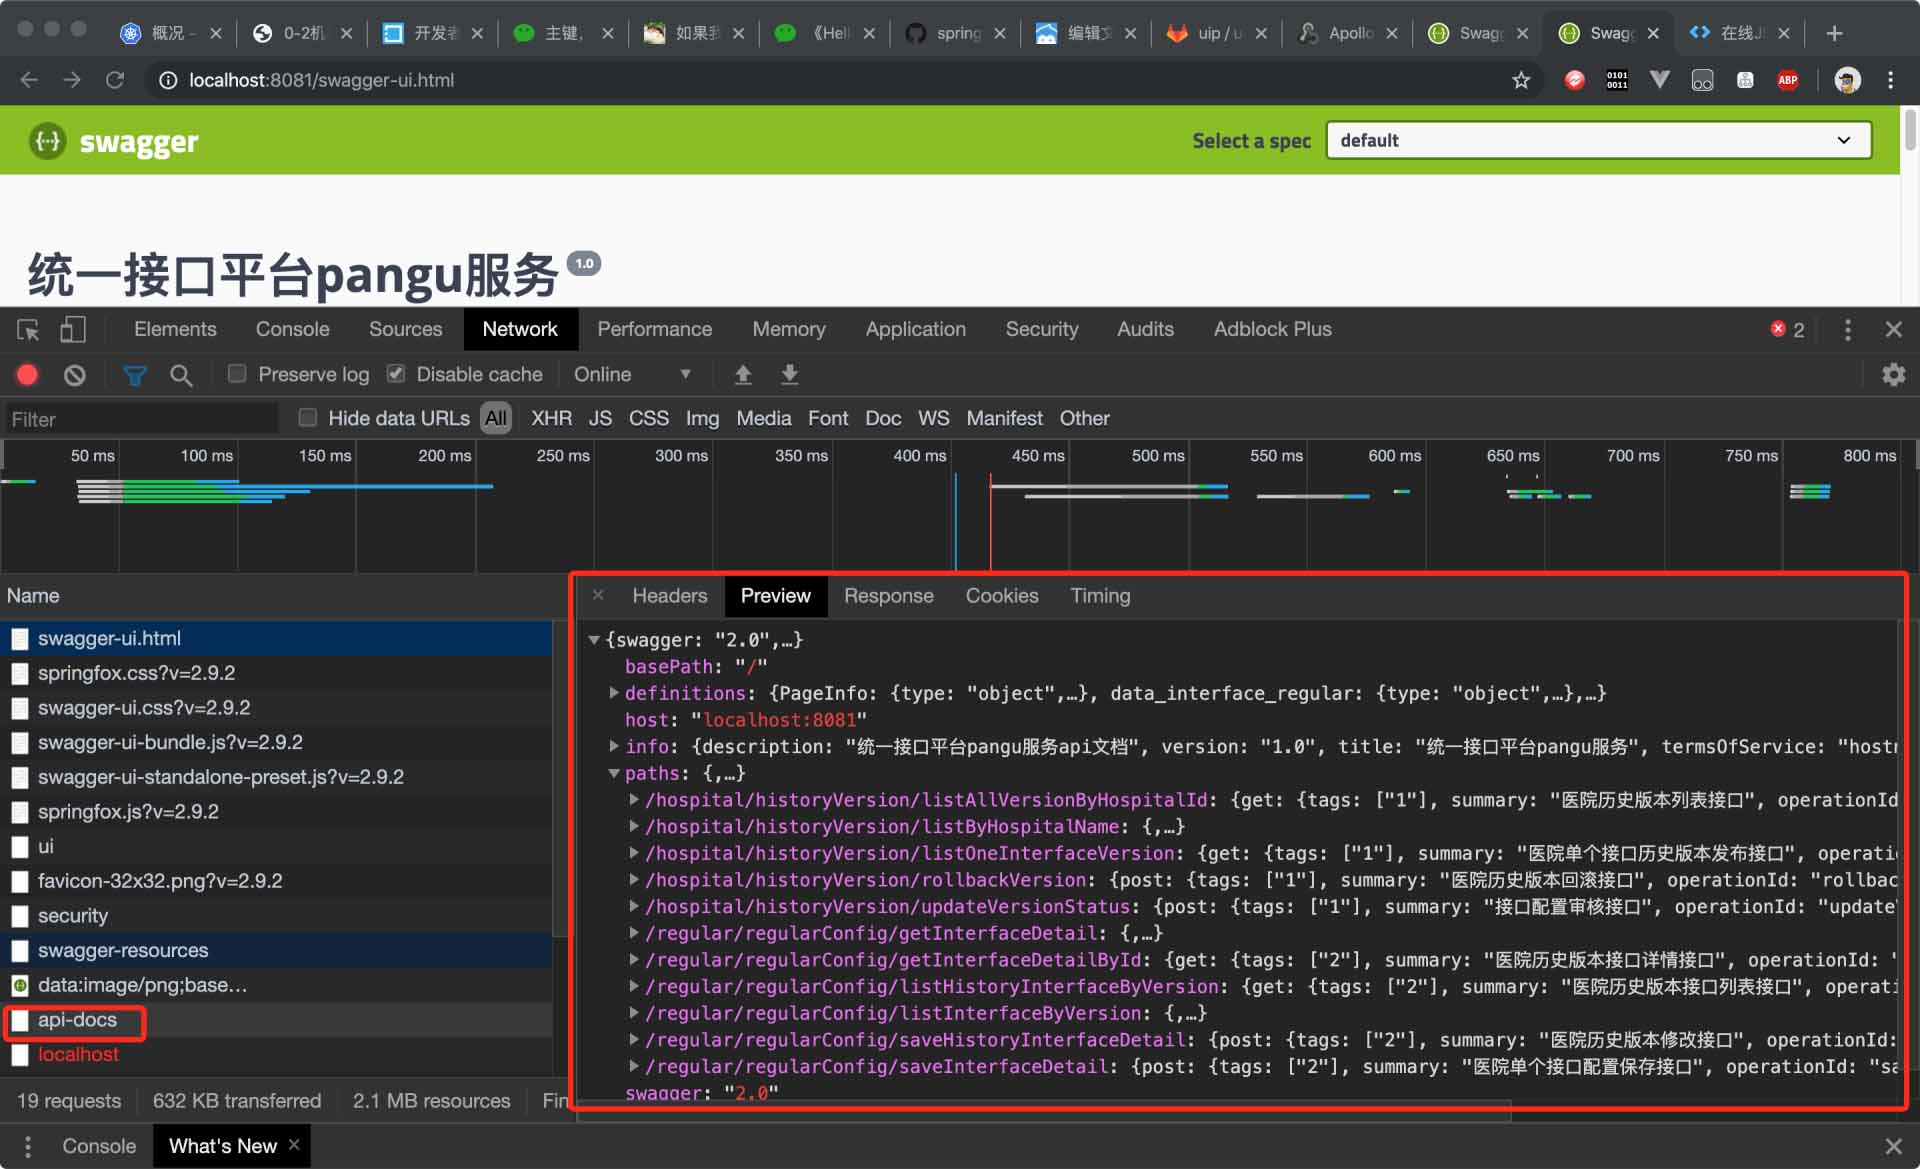 概况 -
0-2机
开发者
主键,
如果我
《Hell
spring
编辑文
uip / u
Apollo
Swagg
Swagg
在线JS
localhost:8081/swagger-ui.html
0101
0011
ABP
swagger
Select a spec
default
统一接口平台pangu服务 1.0
Elements Console Sources Network Performance Memory Application Security Audits Adblock Plus 2
Preserve log Disable cache Online
Filter Hide data URLs All XHR JS CSS Img Media Font Doc WS Manifest Other
50 ms 100 ms 150 ms 200 ms 250 ms 300 ms 350 ms 400 ms 450 ms 500 ms 550 ms 600 ms 650 ms 700 ms 750 ms 800 ms
Name
swagger-ui.html
springfox.css?v=2.9.2
swagger-ui.css?v=2.9.2
swagger-ui-bundle.js?v=2.9.2
swagger-ui-standalone-preset.js?v=2.9.2
springfox.js?v=2.9.2
ui
favicon-32x32.png?v=2.9.2
security
swagger-resources
data:image/png;base…
api-docs
localhost
19 requests 632 KB transferred 2.1 MB resources Fin
Headers Preview Response Cookies Timing
{swagger: "2.0",…}
basePath: "/"
definitions: {PageInfo: {type: "object",…}, data_interface_regular: {type: "object",…},…}
host: "localhost:8081"
info: {description: "统一接口平台pangu服务api文档", version: "1.0", title: "统一接口平台pangu服务", termsOfService: "hostn
paths: {,…}
/hospital/historyVersion/listAllVersionByHospitalId: {get: {tags: ["1"], summary: "医院历史版本列表接口", operationId
/hospital/historyVersion/listByHospitalName: {,…}
/hospital/historyVersion/listOneInterfaceVersion: {get: {tags: ["1"], summary: "医院单个接口历史版本发布接口", operati
/hospital/historyVersion/rollbackVersion: {post: {tags: ["1"], summary: "医院历史版本回滚接口", operationId: "rollbac
/hospital/historyVersion/updateVersionStatus: {post: {tags: ["1"], summary: "接口配置审核接口", operationId: "update
/regular/regularConfig/getInterfaceDetail: {,…}
/regular/regularConfig/getInterfaceDetailById: {get: {tags: ["2"], summary: "医院历史版本接口详情接口", operationId: "
/regular/regularConfig/listHistoryInterfaceByVersion: {get: {tags: ["2"], summary: "医院历史版本接口列表接口", operati
/regular/regularConfig/listInterfaceByVersion: {,…}
/regular/regularConfig/saveHistoryInterfaceDetail: {post: {tags: ["2"], summary: "医院历史版本修改接口", operationId:
/regular/regularConfig/saveInterfaceDetail: {post: {tags: ["2"], summary: "医院单个接口配置保存接口", operationId: "sa
swagger: "2.0"
Console What's New